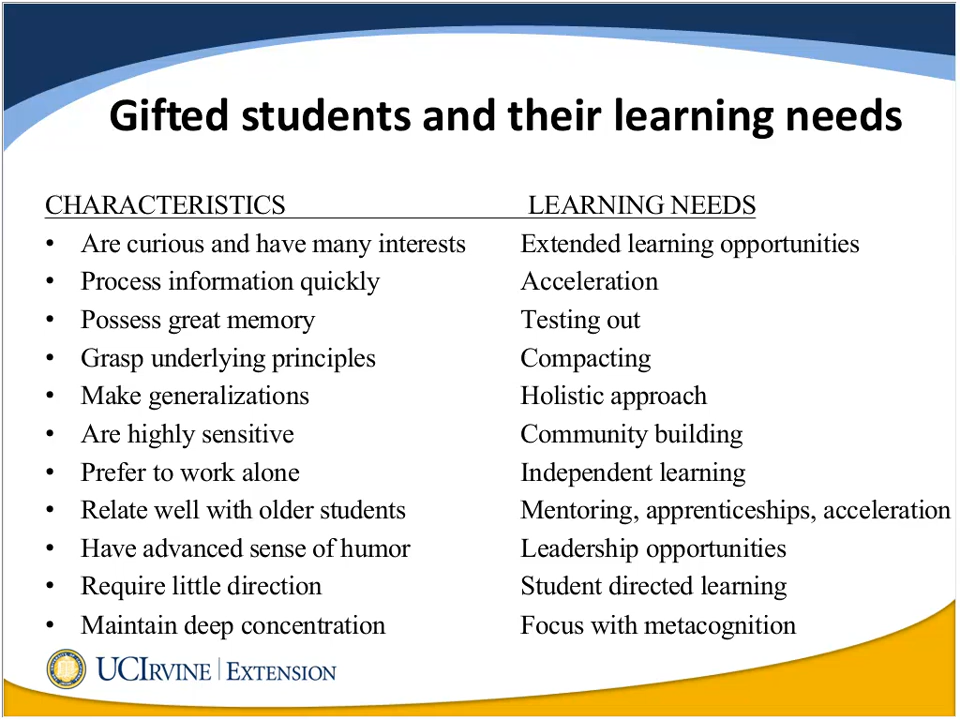 Gifted students and their learning needs
CHARACTERISTICS LEARNING NEEDS
• Are curious and have many interests Extended learning opportunities
• Process information quickly Acceleration
• Possess great memory Testing out
• Grasp underlying principles Compacting
• Make generalizations Holistic approach
• Are highly sensitive Community building
• Prefer to work alone Independent learning
• Relate well with older students Mentoring, apprenticeships, acceleration
• Have advanced sense of humor Leadership opportunities
• Require little direction Student directed learning
• Maintain deep concentration Focus with metacognition
UCIRVINE | EXTENSION